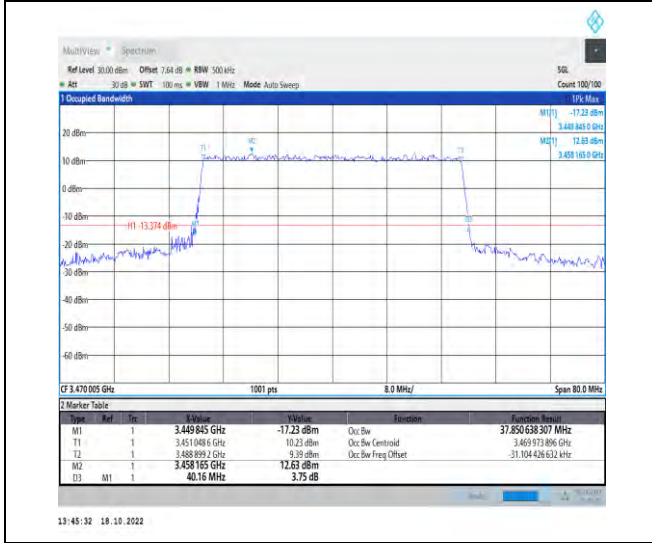 MultiView Spectrum
Ref Level 30.00 dBm Offset 7.64 dB RBW 500 kHz SGL
Att 30 dB SWT 100 ms VBW 1 MHz Mode Auto Sweep Count 100/100
1 Occupied Bandwidth 1Pk Max
M1[1] -17.23 dBm
3.449 845 0 GHz
M2[1] 12.63 dBm
3.458 165 0 GHz
20 dBm
T1 M2 T2
10 dBm
0 dBm
-10 dBm
H1 -13.374 dBm
M1 D3
-20 dBm
-30 dBm
-40 dBm
-50 dBm
-60 dBm
CF 3.470 005 GHz 1001 pts 8.0 MHz/ Span 80.0 MHz
2 Marker Table
Type Ref Trc X-Value Y-Value Function Function Result
M1 1 3.449 845 GHz -17.23 dBm Occ Bw 37.850 638 307 MHz
T1 1 3.451 048 6 GHz 10.23 dBm Occ Bw Centroid 3.469 973 896 GHz
T2 1 3.488 899 2 GHz 9.39 dBm Occ Bw Freq Offset -31.104 426 632 kHz
M2 1 3.458 165 GHz 12.63 dBm
D3 M1 1 40.16 MHz 3.75 dB
13:45:32 18.10.2022